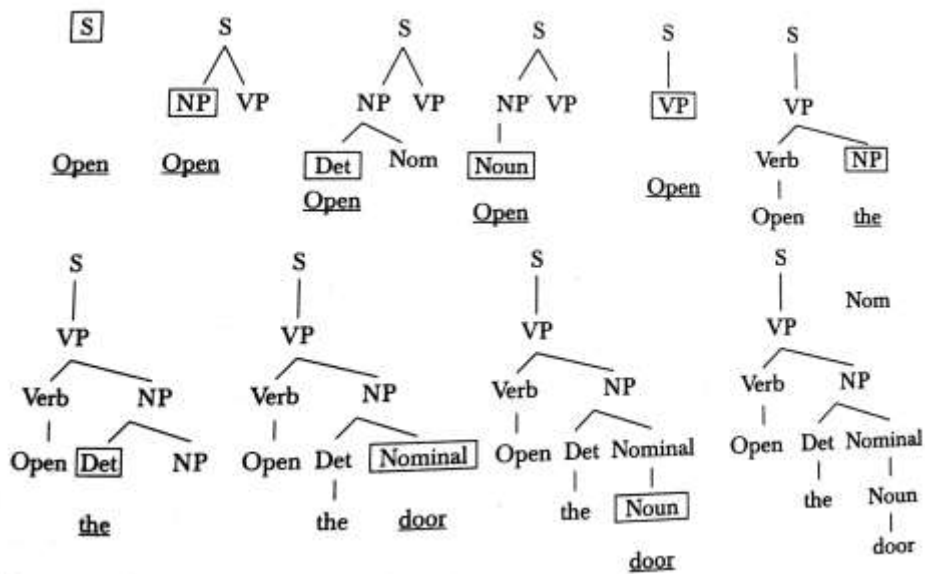 S S S S S S
NP VP NP VP NP VP VP VP
Open Open Det Nom Noun Open Verb NP
Open Open Open the
S S S S Nom
VP VP VP VP
Verb NP Verb NP Verb NP Verb NP
Open Det NP Open Det Nominal Open Det Nominal Open Det Nominal
the the door the Noun the Noun
door door